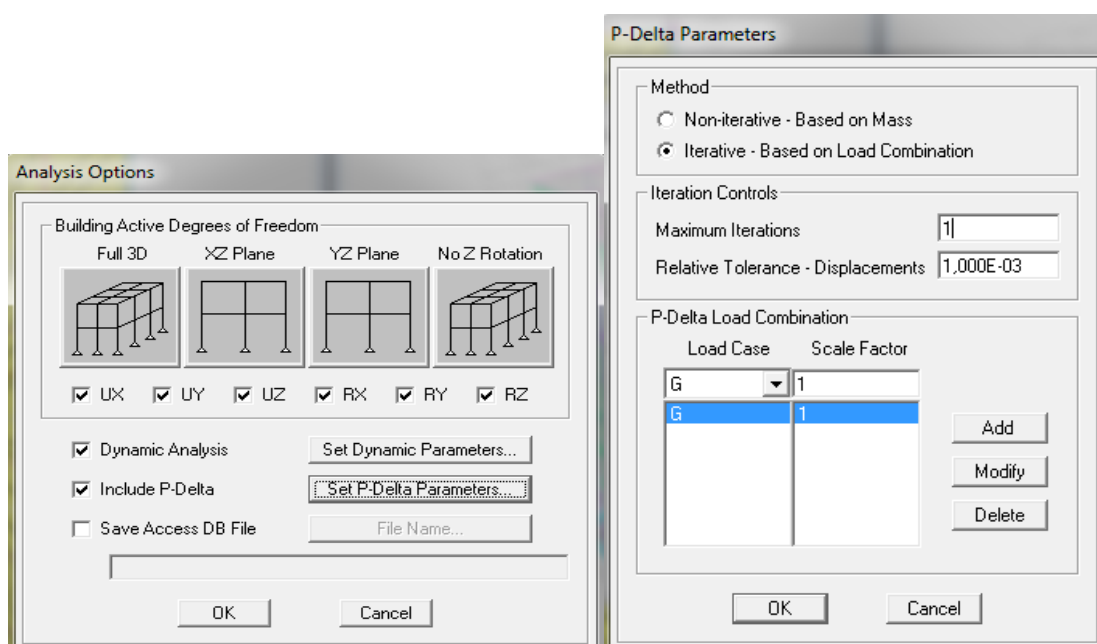 Analysis Options
Building Active Degrees of Freedom
Full 3D XZ Plane YZ Plane No Z Rotation
UX UY UZ RX RY RZ
Dynamic Analysis Set Dynamic Parameters...
Include P-Delta Set P-Delta Parameters...
Save Access DB File File Name...
OK Cancel
P-Delta Parameters
Method
Non-iterative - Based on Mass
Iterative - Based on Load Combination
Iteration Controls
Maximum Iterations 1
Relative Tolerance - Displacements 1,000E-03
P-Delta Load Combination
Load Case Scale Factor
G 1
G 1
Add
Modify
Delete
OK Cancel